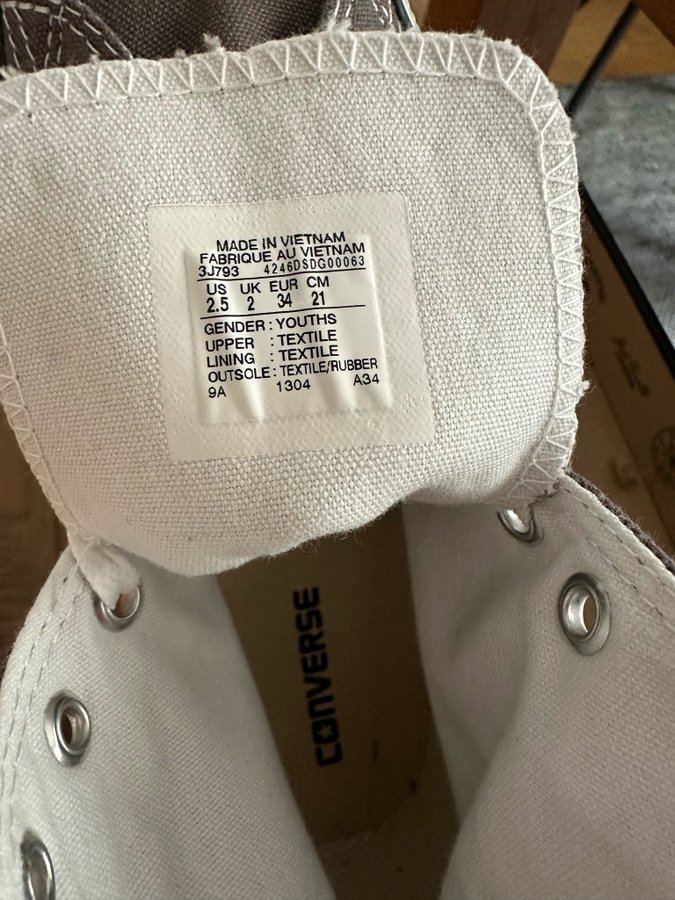 MADE IN VIETNAM
FABRIQUE AU VIETNAM
3J793 4246DSDG00063
US UK EUR CM
2.5 2 34 21
GENDER : YOUTHS
UPPER : TEXTILE
LINING : TEXTILE
OUTSOLE : TEXTILE/RUBBER
9A 1304 A34
CONVERSE